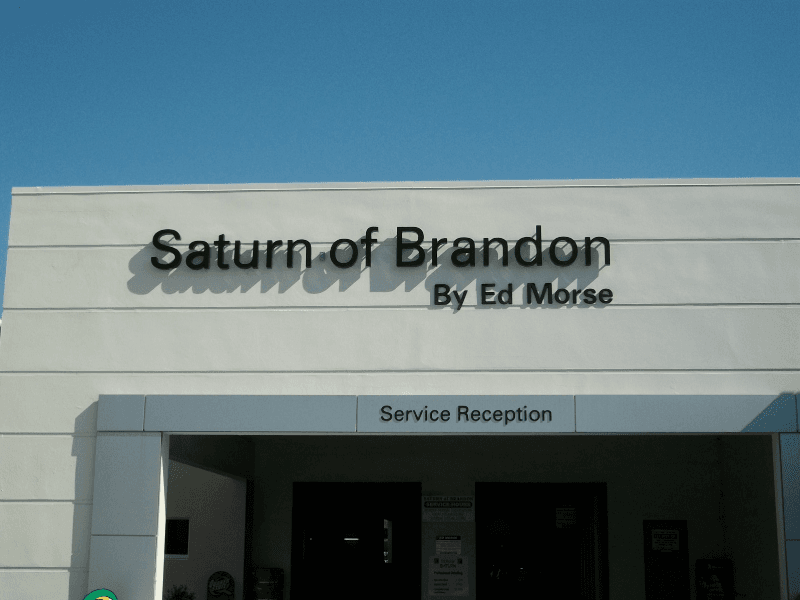 Saturn of Brandon
By Ed Morse
Service Reception